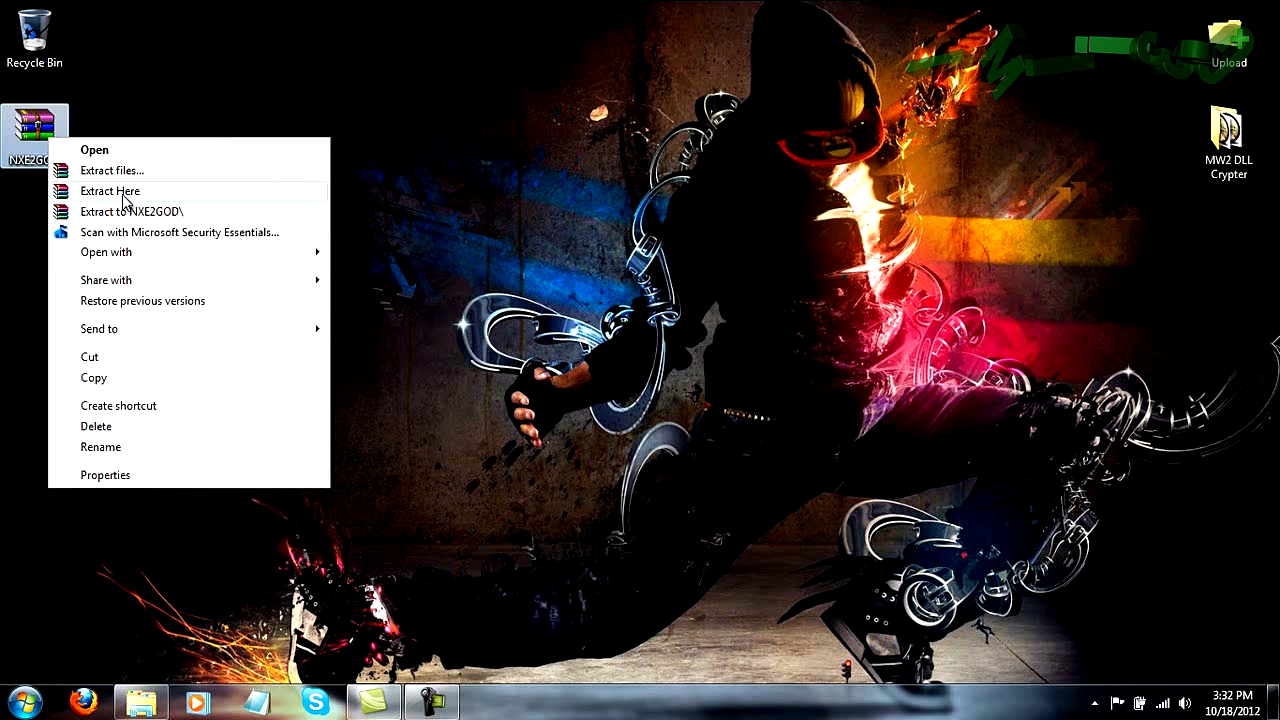 Recycle Bin
NXE2GO
Open
Extract files...
Extract Here
Extract to NXE2GOD\
Scan with Microsoft Security Essentials...
Open with
Share with
Restore previous versions
Send to
Cut
Copy
Create shortcut
Delete
Rename
Properties
Upload
MW2 DLL
Crypter
3:32 PM
10/18/2012